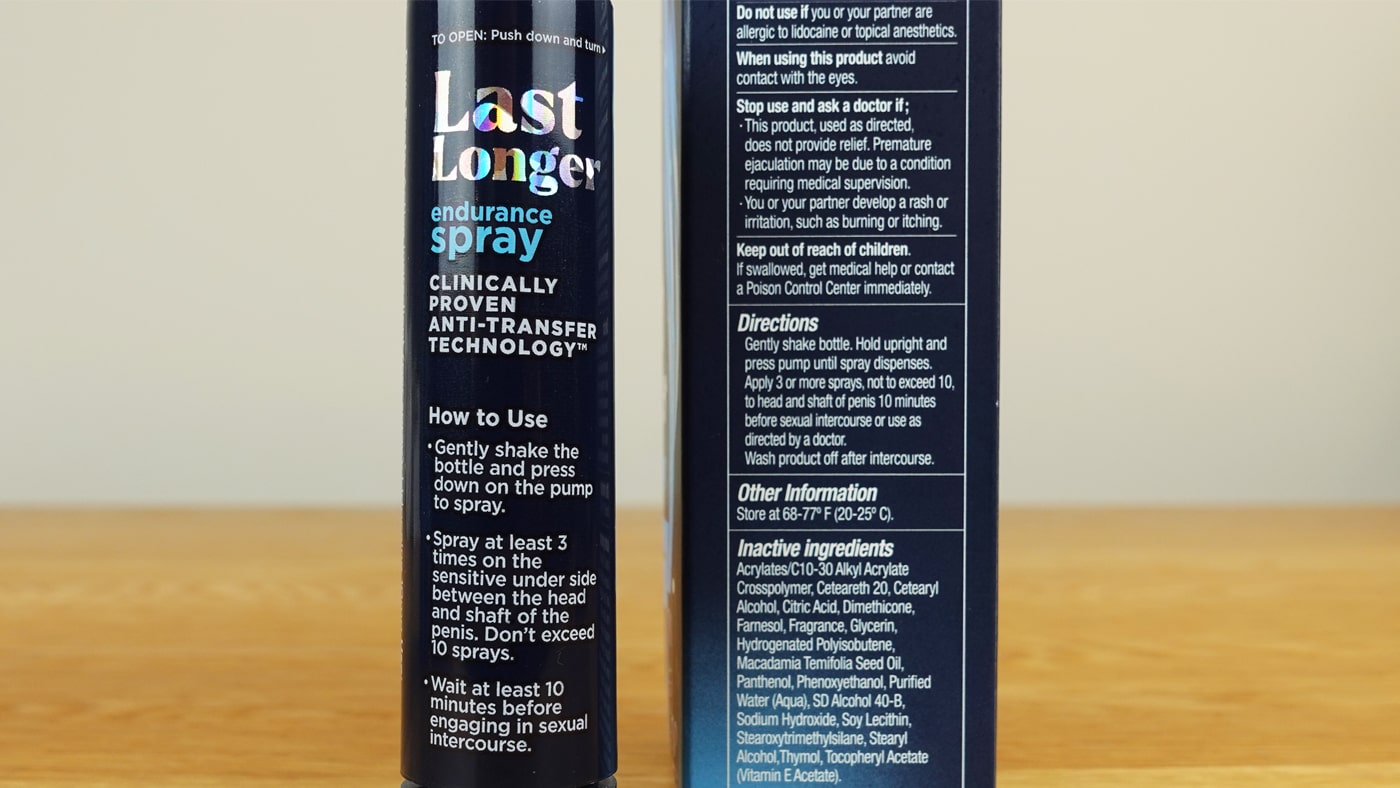 TO OPEN: Push down and turn
Last
Longer
endurance
spray
CLINICALLY
PROVEN
ANTI-TRANSFER
TECHNOLOGY™
How to Use
•Gently shake the
bottle and press
down on the pump
to spray.
•Spray at least 3
times on the
sensitive under side
between the head
and shaft of the
penis. Don't exceed
10 sprays.
•Wait at least 10
minutes before
engaging in sexual
intercourse.
Do not use if you or your partner are
allergic to lidocaine or topical anesthetics.
When using this product avoid
contact with the eyes.
Stop use and ask a doctor if;
·This product, used as directed,
does not provide relief. Premature
ejaculation may be due to a condition
requiring medical supervision.
·You or your partner develop a rash or
irritation, such as burning or itching.
Keep out of reach of children.
If swallowed, get medical help or contact
a Poison Control Center immediately.
Directions
Gently shake bottle. Hold upright and
press pump until spray dispenses.
Apply 3 or more sprays, not to exceed 10,
to head and shaft of penis 10 minutes
before sexual intercourse or use as
directed by a doctor.
Wash product off after intercourse.
Other Information
Store at 68-77° F (20-25° C).
Inactive ingredients
Acrylates/C10-30 Alkyl Acrylate
Crosspolymer, Ceteareth 20, Cetearyl
Alcohol, Citric Acid, Dimethicone,
Farnesol, Fragrance, Glycerin,
Hydrogenated Polyisobutene,
Macadamia Temifolia Seed Oil,
Panthenol, Phenoxyethanol, Purified
Water (Aqua), SD Alcohol 40-B,
Sodium Hydroxide, Soy Lecithin,
Stearoxytrimethylsilane, Stearyl
Alcohol, Thymol, Tocopheryl Acetate
(Vitamin E Acetate).